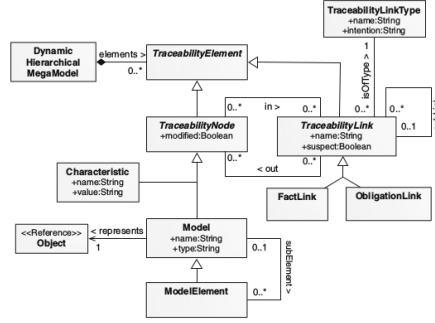 TraceabilityLinkType
+name:String
+intention:String
Dynamic
Hierarchical
MegaModel
elements >
0..*
TraceabilityElement
1
isOfType >
0..*
0..*
0..1
0..*
in >
0..*
TraceabilityNode
+modified:Boolean
TraceabilityLink
+name:String
+suspect:Boolean
0..*
< out
0..*
Characteristic
+name:String
+value:String
FactLink
ObligationLink
<<Reference>>
Object
< represents
1
Model
+name:String
+type:String
0..1
subElement >
ModelElement
0..*